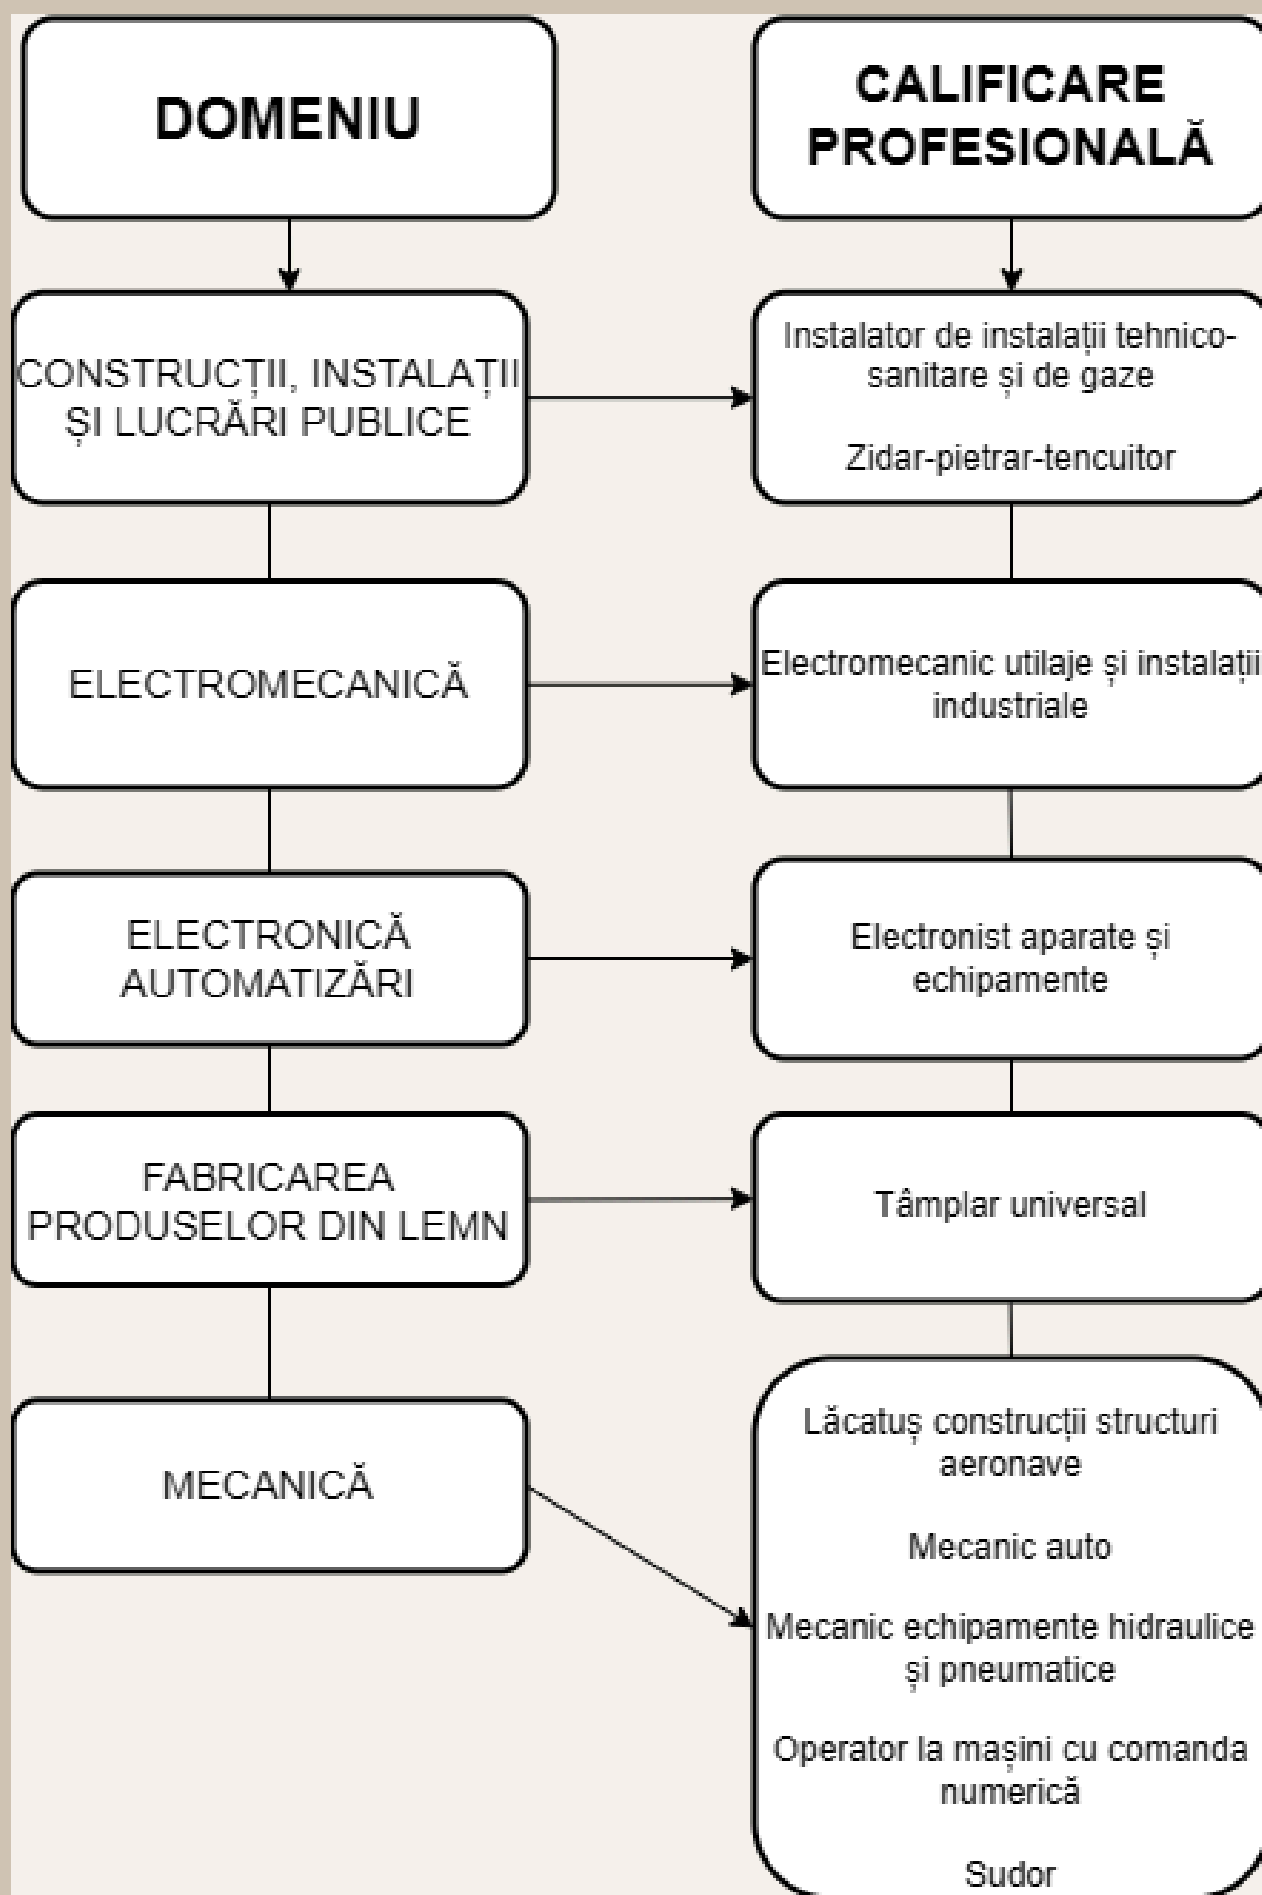 DOMENIU
CALIFICARE
PROFESIONALĂ
CONSTRUCȚII, INSTALAȚII
ȘI LUCRĂRI PUBLICE
Instalator de instalații tehnico-
sanitare și de gaze
Zidar-pietrar-tencuitor
ELECTROMECANICĂ
Electromecanic utilaje și instalații
industriale
ELECTRONICĂ
AUTOMATIZĂRI
Electronist aparate și
echipamente
FABRICAREA
PRODUSELOR DIN LEMN
Tâmplar universal
MECANICĂ
Lăcatuș construcții structuri
aeronave
Mecanic auto
Mecanic echipamente hidraulice
și pneumatice
Operator la mașini cu comanda
numerică
Sudor